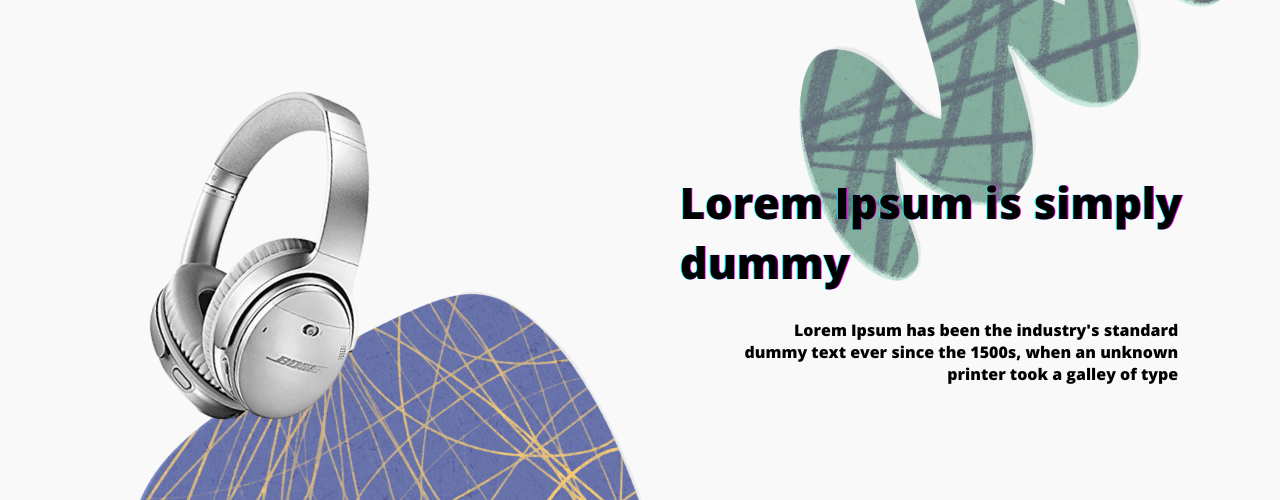 Lorem Ipsum is simply
dummy
Lorem Ipsum has been the industry's standard
dummy text ever since the 1500s, when an unknown
printer took a galley of type
BOSE